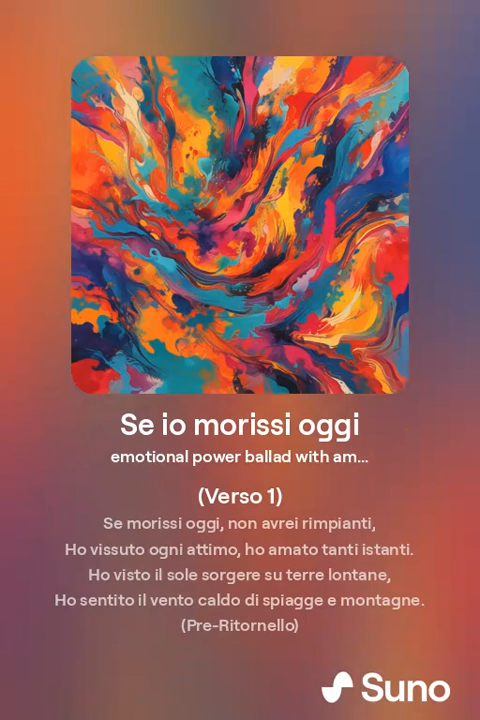 Se io morissi oggi
emotional power ballad with am...
(Verso 1)
Se morissi oggi, non avrei rimpianti,
Ho vissuto ogni attimo, ho amato tanti istanti.
Ho visto il sole sorgere su terre lontane,
Ho sentito il vento caldo di spiagge e montagne.
(Pre-Ritornello)
Suno